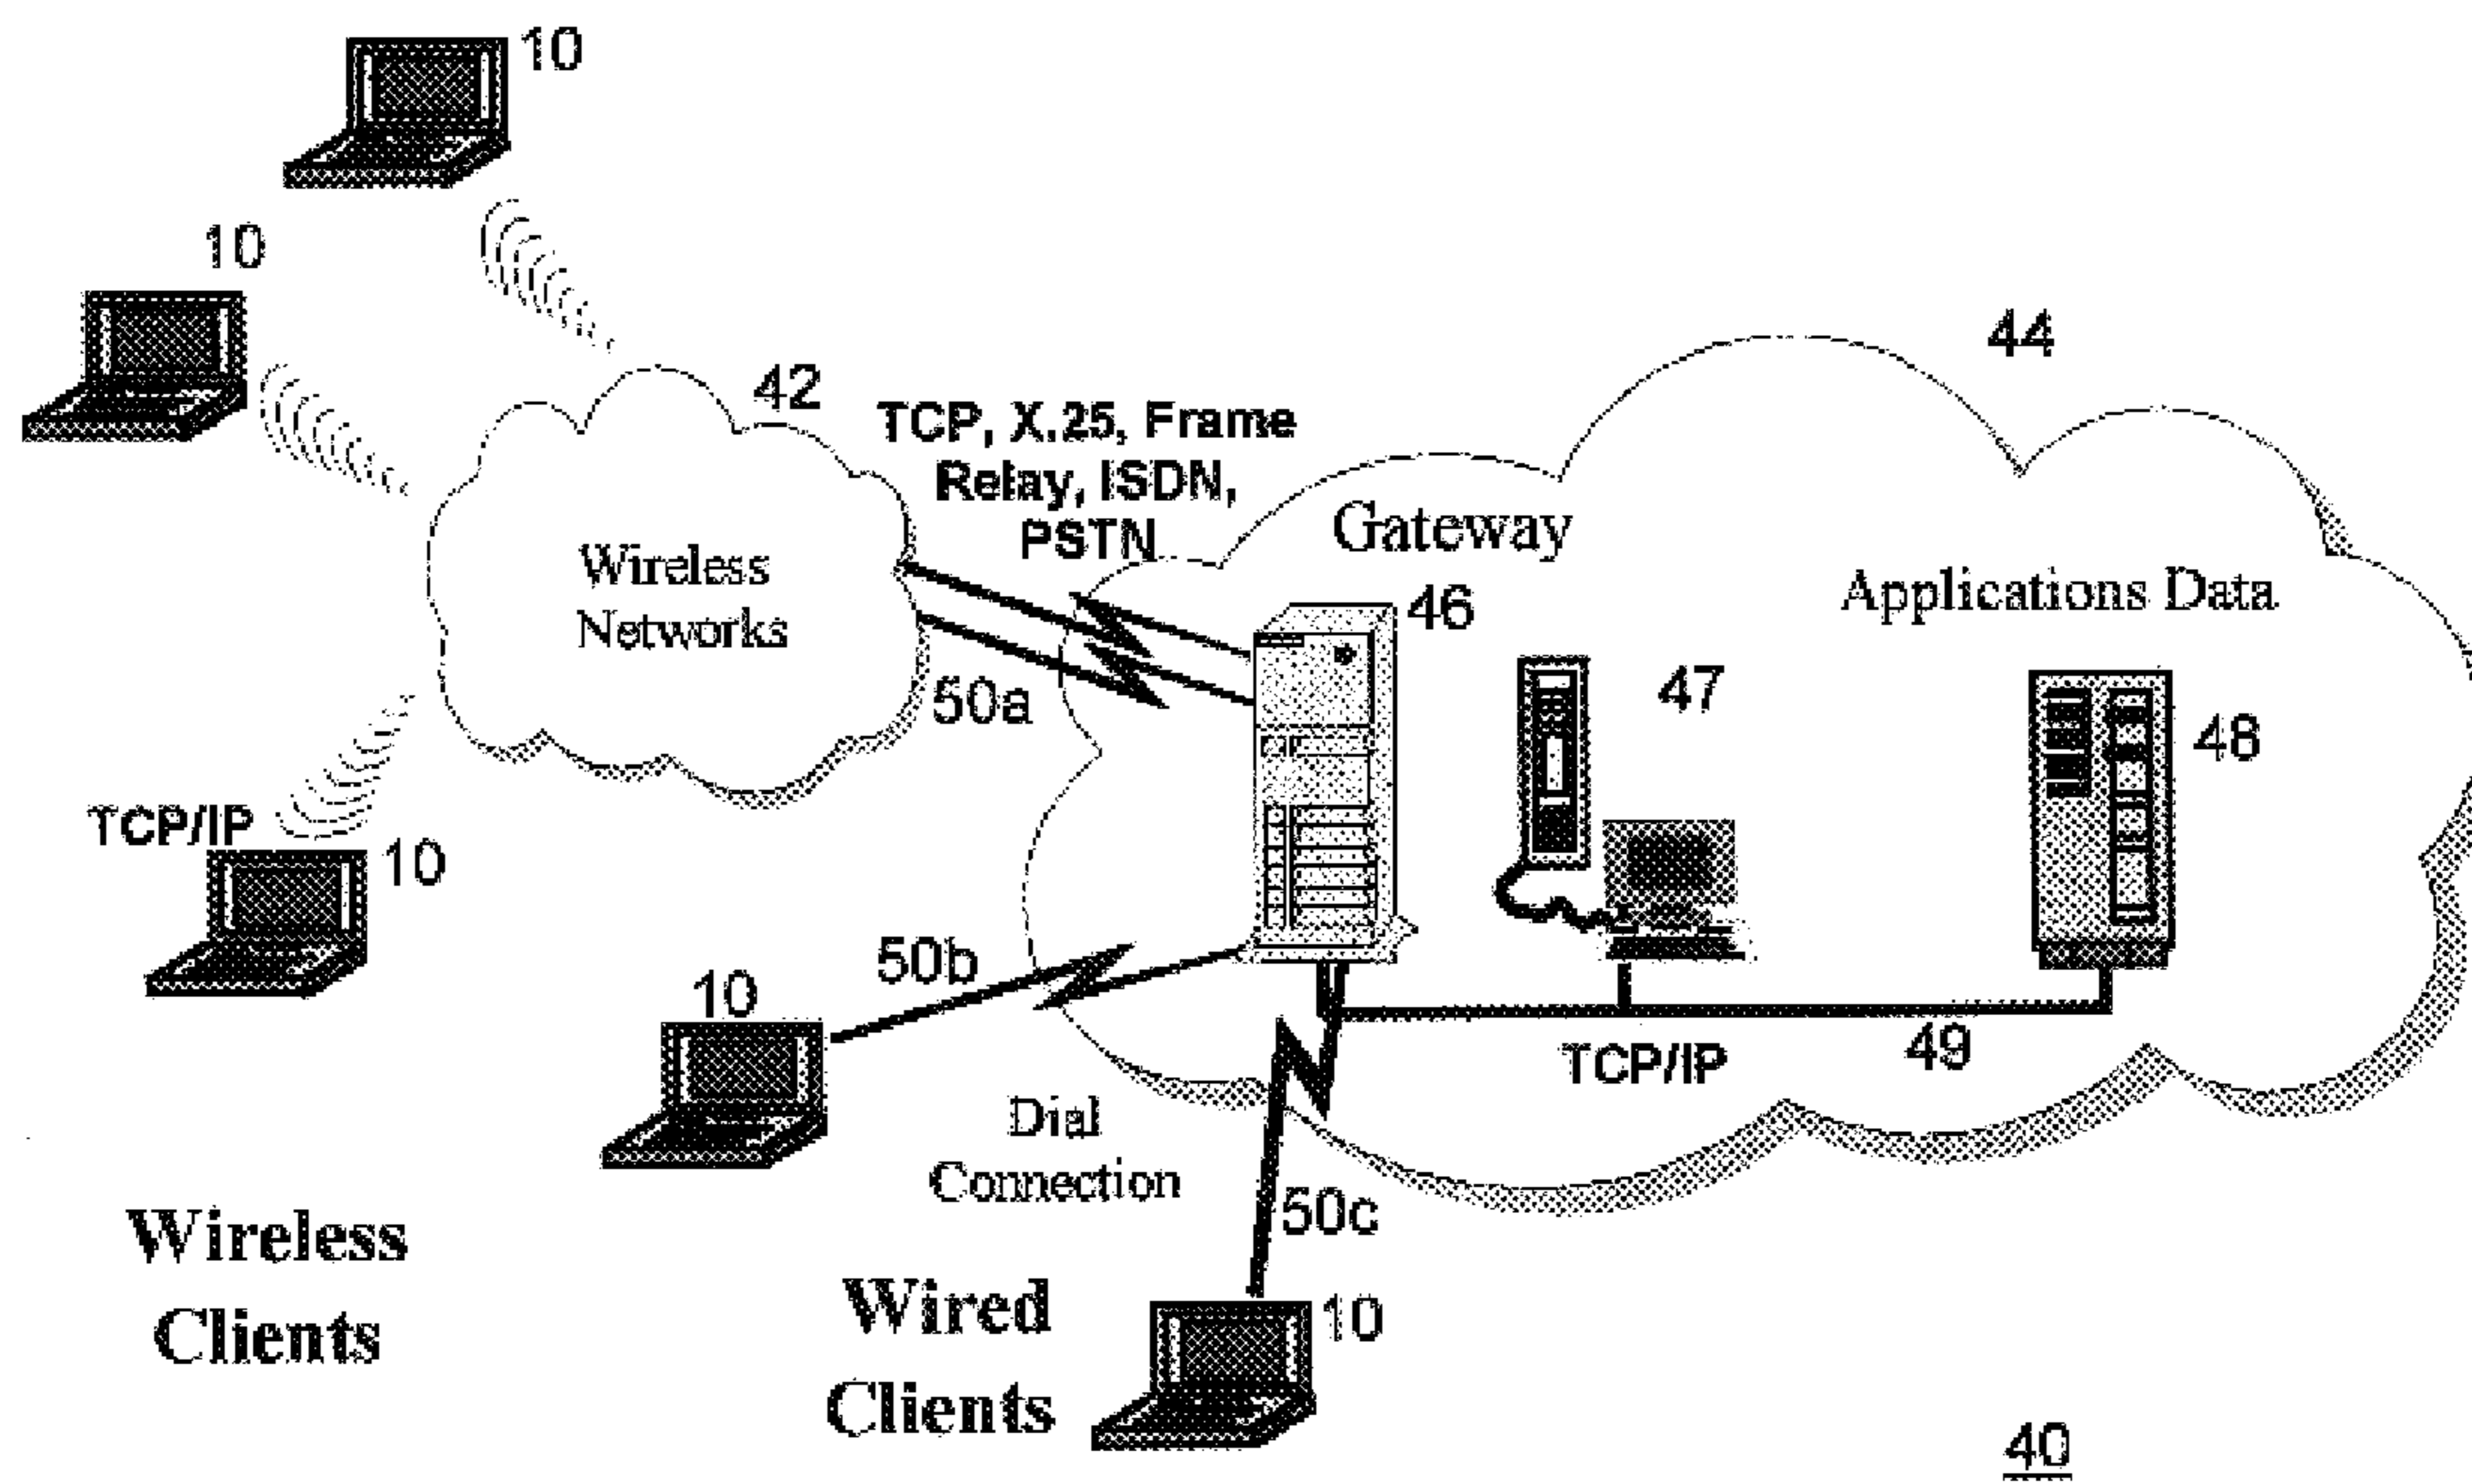 10
10
44
42
TCP, X.25, Frame
Relay, ISDN,
PSTN
Gateway
Wireless
Networks
Applications Data
46
50a
47
48
TCP/IP
10
50b
10
49
TCP/IP
Dial
Connection
50c
Wireless
Clients
Wired
Clients
10
40